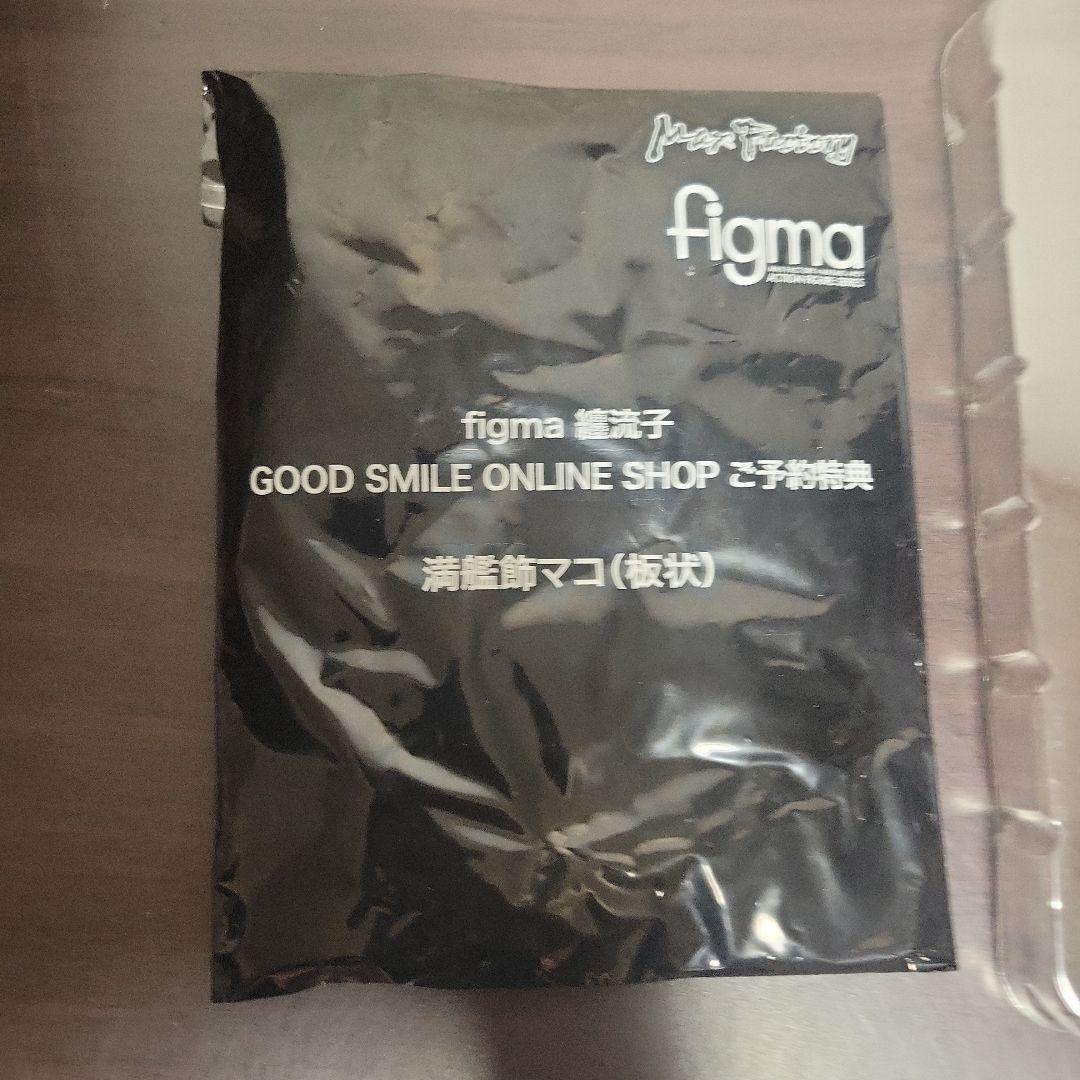 Max Factory
figma
figma 纏流子
GOOD SMILE ONLINE SHOP ご予約特典
満艦飾マコ(板状)